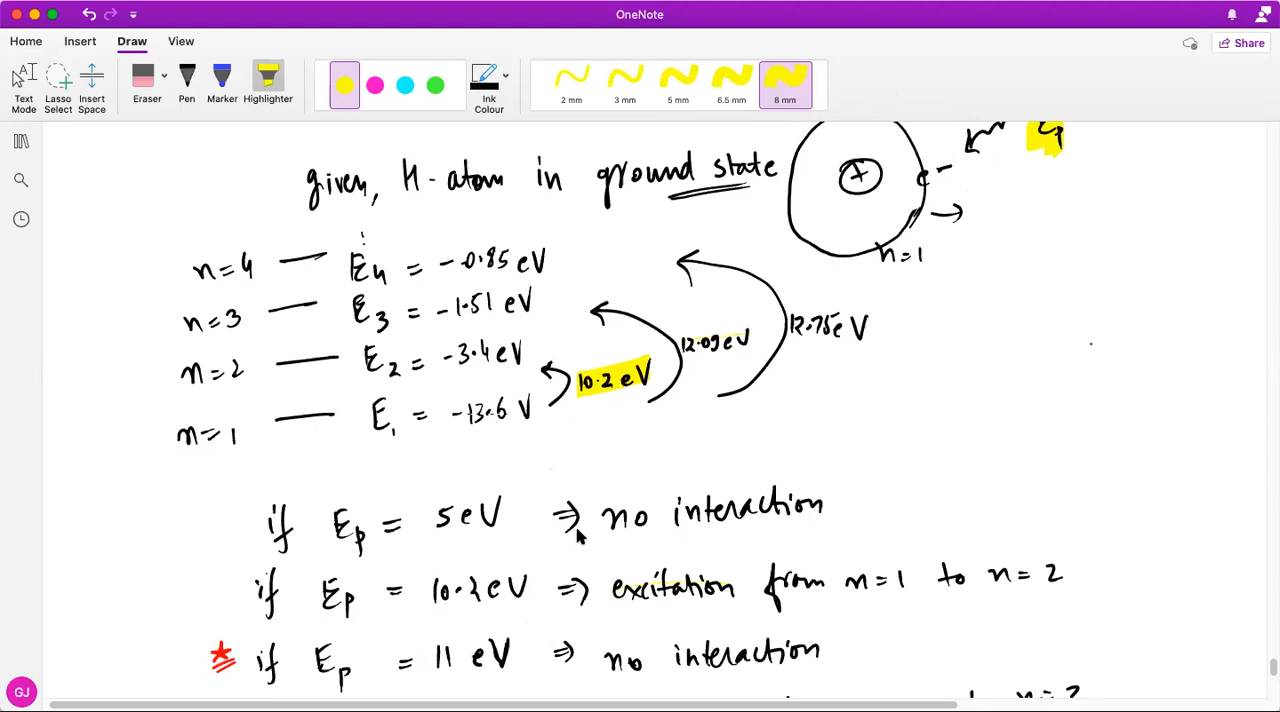 OneNote
Home Insert Draw View
Share
Text Mode
Lasso Select
Insert Space
Eraser
Pen
Marker
Highlighter
Ink Colour
2 mm
3 mm
5 mm
6.5 mm
8 mm
Ep
given, H-atom in ground state
+ e-
n=1
n=4 — E4 = -0.85 eV
n=3 — E3 = -1.51 eV
n=2 — E2 = -3.4 eV
n=1 — E1 = -13.6 V
10.2 eV
12.09 eV
12.75 eV
if Ep = 5 eV ⇒ no interaction
if Ep = 10.2 eV ⇒ excitation from n=1 to n=2
★ if Ep = 11 eV ⇒ no interaction
GJ